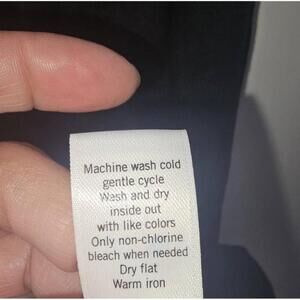 Machine wash cold
gentle cycle
Wash and dry
inside out
with like colors
Only non-chlorine
bleach when needed
Dry flat
Warm iron